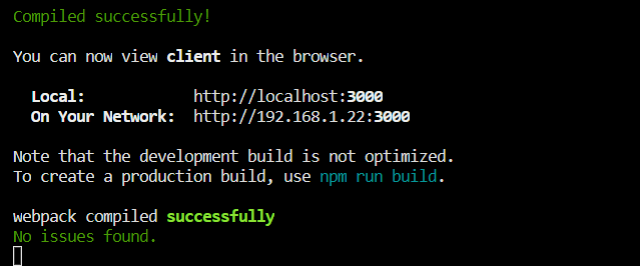 Compiled successfully!
You can now view client in the browser.
Local: http://localhost:3000
On Your Network: http://192.168.1.22:3000
Note that the development build is not optimized.
To create a production build, use npm run build.
webpack compiled successfully
No issues found.